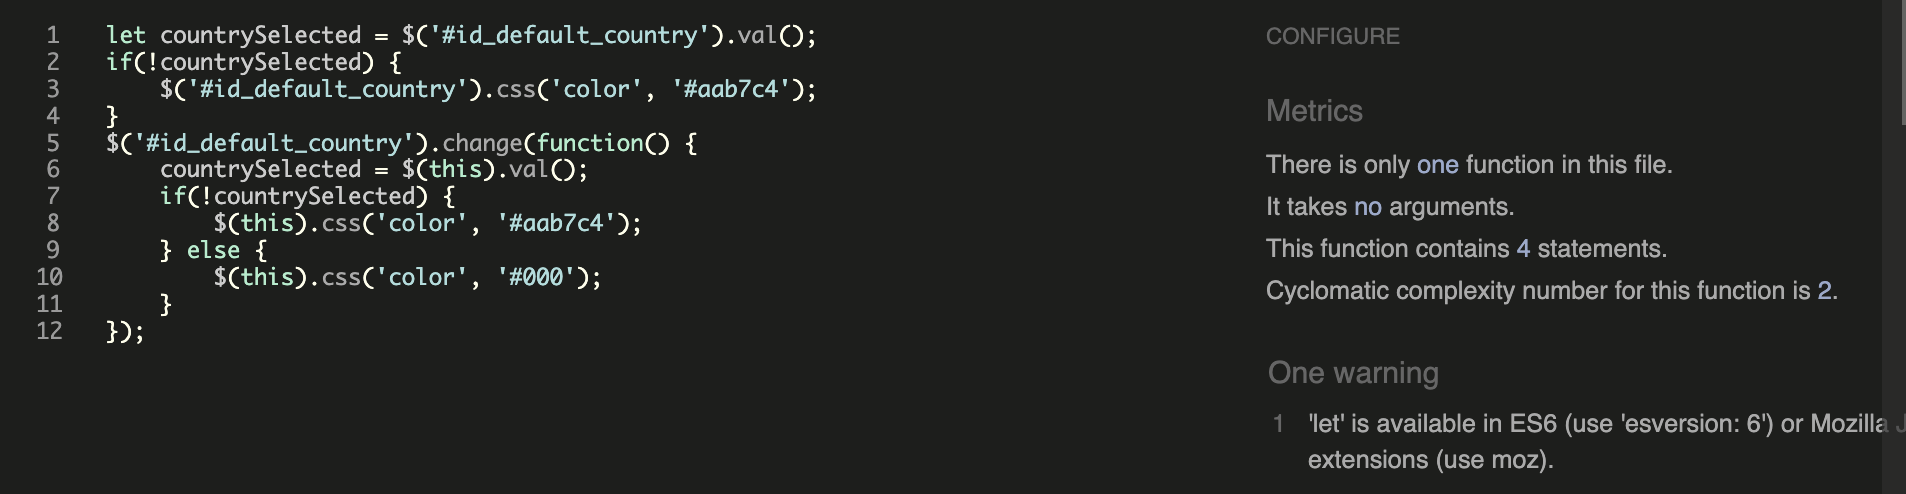 1 let countrySelected = $('#id_default_country').val();
2 if(!countrySelected) {
3 $('#id_default_country').css('color', '#aab7c4');
4 }
5 $('#id_default_country').change(function() {
6 countrySelected = $(this).val();
7 if(!countrySelected) {
8 $(this).css('color', '#aab7c4');
9 } else {
10 $(this).css('color', '#000');
11 }
12 });
CONFIGURE
Metrics
There is only one function in this file.
It takes no arguments.
This function contains 4 statements.
Cyclomatic complexity number for this function is 2.
One warning
1 'let' is available in ES6 (use 'esversion: 6') or Mozilla J
extensions (use moz).